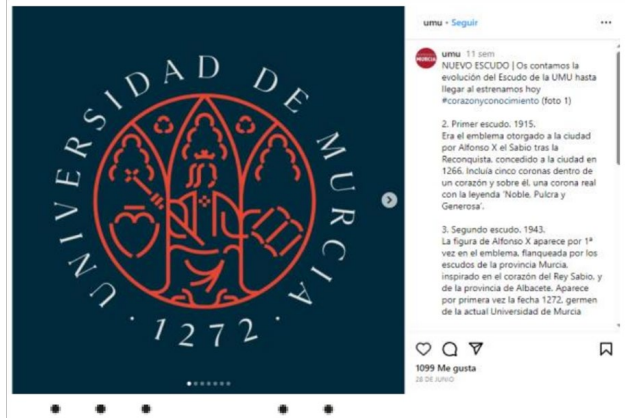 umu • Seguir
umu 11 sem
NUEVO ESCUDO | Os contamos la
evolución del Escudo de la UMU hasta
llegar al estrenamos hoy
#corazonyconocimiento (foto 1)
2. Primer escudo. 1915.
Era el emblema otorgado a la ciudad
por Alfonso X el Sabio tras la
Reconquista, concedido a la ciudad en
1266. Incluía cinco coronas dentro de
un corazón y sobre él, una corona real
con la leyenda 'Noble, Pulcra y
Generosa'.
3. Segundo escudo. 1943.
La figura de Alfonso X aparece por 1ª
vez en el emblema, flanqueada por los
escudos de la provincia Murcia,
inspirado en el corazón del Rey Sabio, y
de la provincia de Albacete. Aparece
por primera vez la fecha 1272, germen
de la actual Universidad de Murcia
1099 Me gusta
28 DE JUNIO
UNIVERSIDAD DE MURCIA · 1272 ·
MURCIA